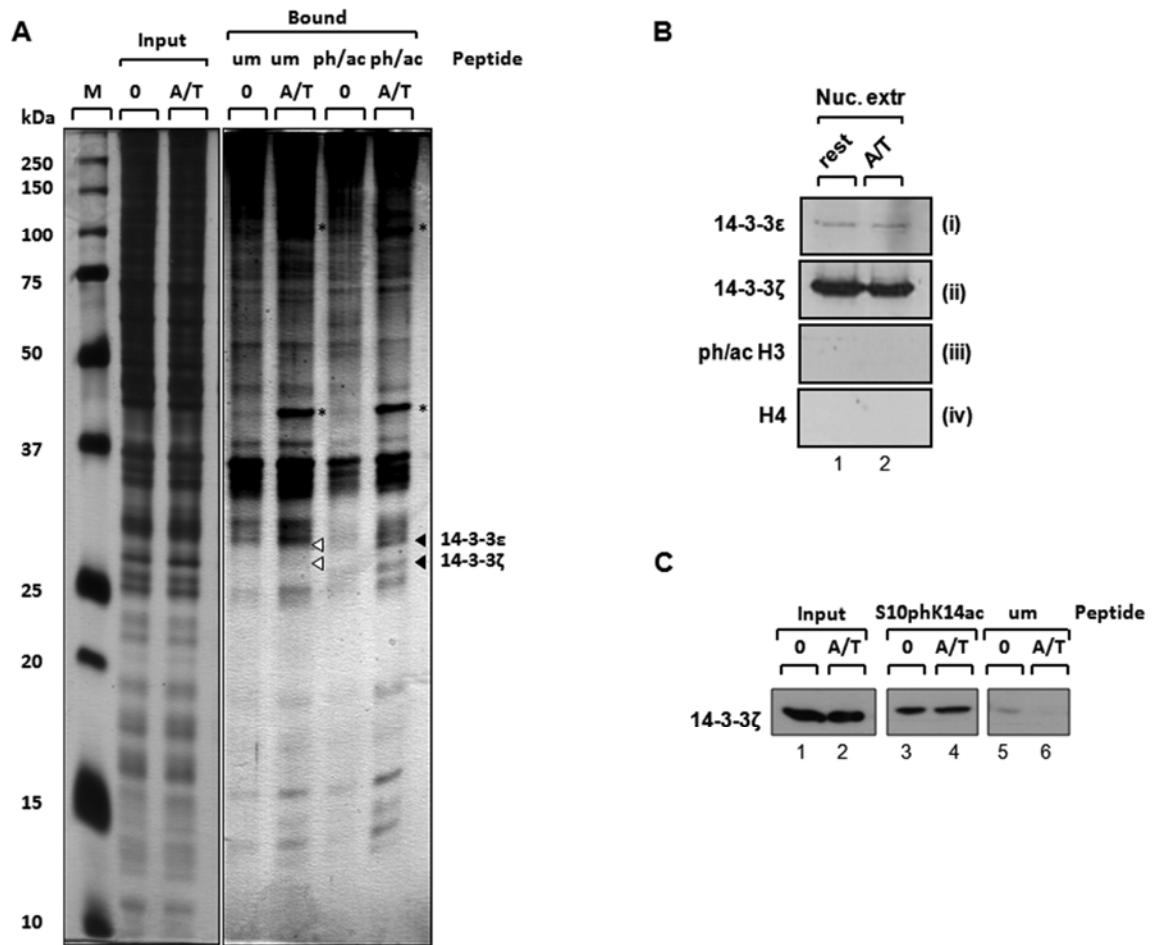 A
Input
Bound
um um ph/ac ph/ac Peptide
M 0 A/T 0 A/T 0 A/T
kDa
250
150
100
75
50
37
25
20
15
10
*
*
*
*
14-3-3ε
14-3-3ζ
B
Nuc. extr
rest A/T
14-3-3ε (i)
14-3-3ζ (ii)
ph/ac H3 (iii)
H4 (iv)
1 2
C
Input S10phK14ac um Peptide
0 A/T 0 A/T 0 A/T
14-3-3ζ
1 2 3 4 5 6